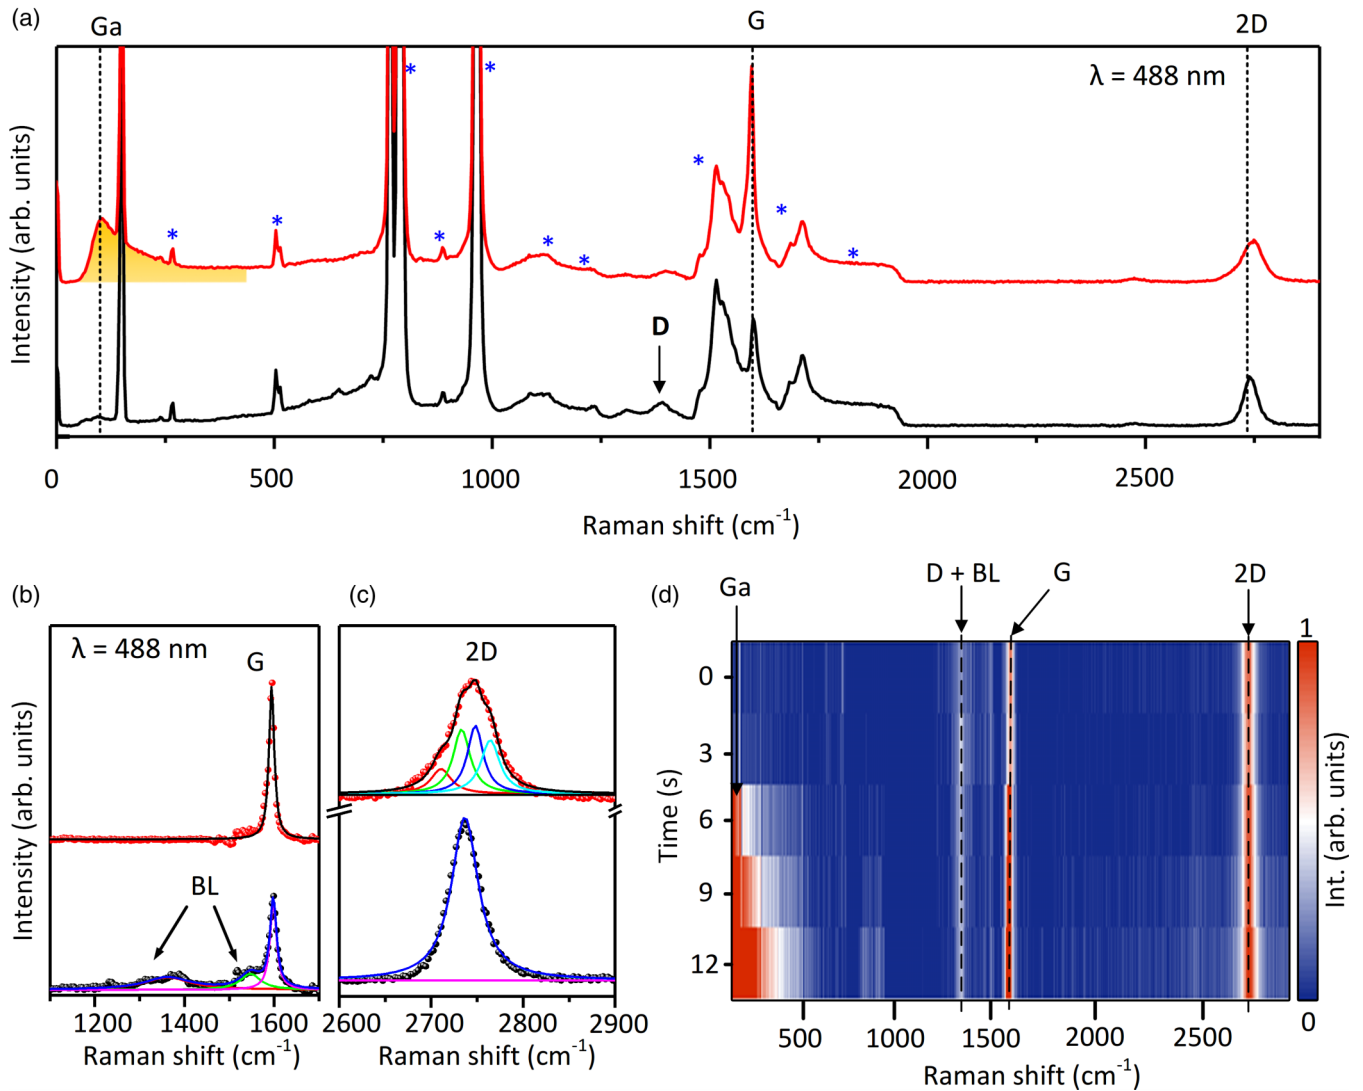 (a)
Ga
G
2D
λ = 488 nm
* * * * * * * * * * *
D
Intensity (arb. units)
0 500 1000 1500 2000 2500
Raman shift (cm⁻¹)
(b)
λ = 488 nm
G
BL
Intensity (arb. units)
1200 1400 1600
Raman shift (cm⁻¹)
(c)
2D
2600 2700 2800 2900
Raman shift (cm⁻¹)
(d)
Ga
D + BL
G
2D
Time (s)
0
3
6
9
12
500 1000 1500 2000 2500
Raman shift (cm⁻¹)
1
Int. (arb. units)
0